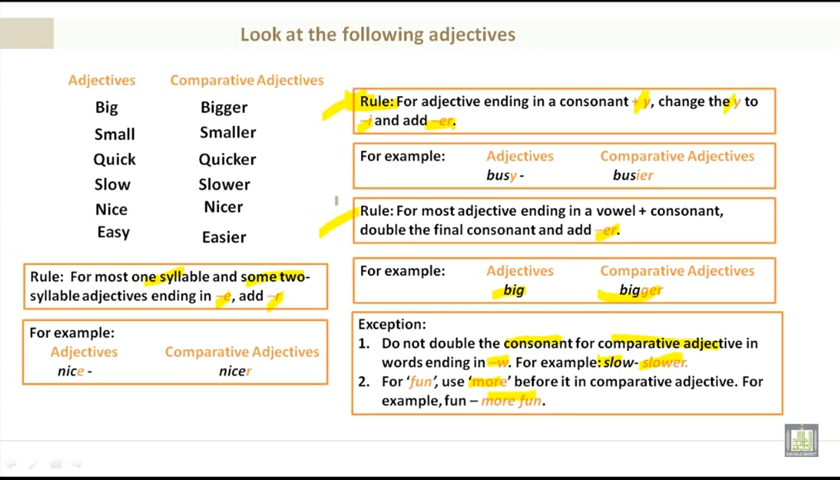 Look at the following adjectives
Adjectives Comparative Adjectives
Big Bigger
Small Smaller
Quick Quicker
Slow Slower
Nice Nicer
Easy Easier
Rule: For most one syllable and some two-
syllable adjectives ending in –e, add –r
For example:
Adjectives Comparative Adjectives
nice - nicer
Rule: For adjective ending in a consonant + y, change the y to
–i and add –er.
For example: Adjectives Comparative Adjectives
busy - busier
Rule: For most adjective ending in a vowel + consonant,
double the final consonant and add –er.
For example: Adjectives Comparative Adjectives
big bigger
Exception:
1. Do not double the consonant for comparative adjective in
words ending in –w. For example: slow- slower.
2. For ‘fun’, use ‘more’ before it in comparative adjective. For
example, fun – more fun.